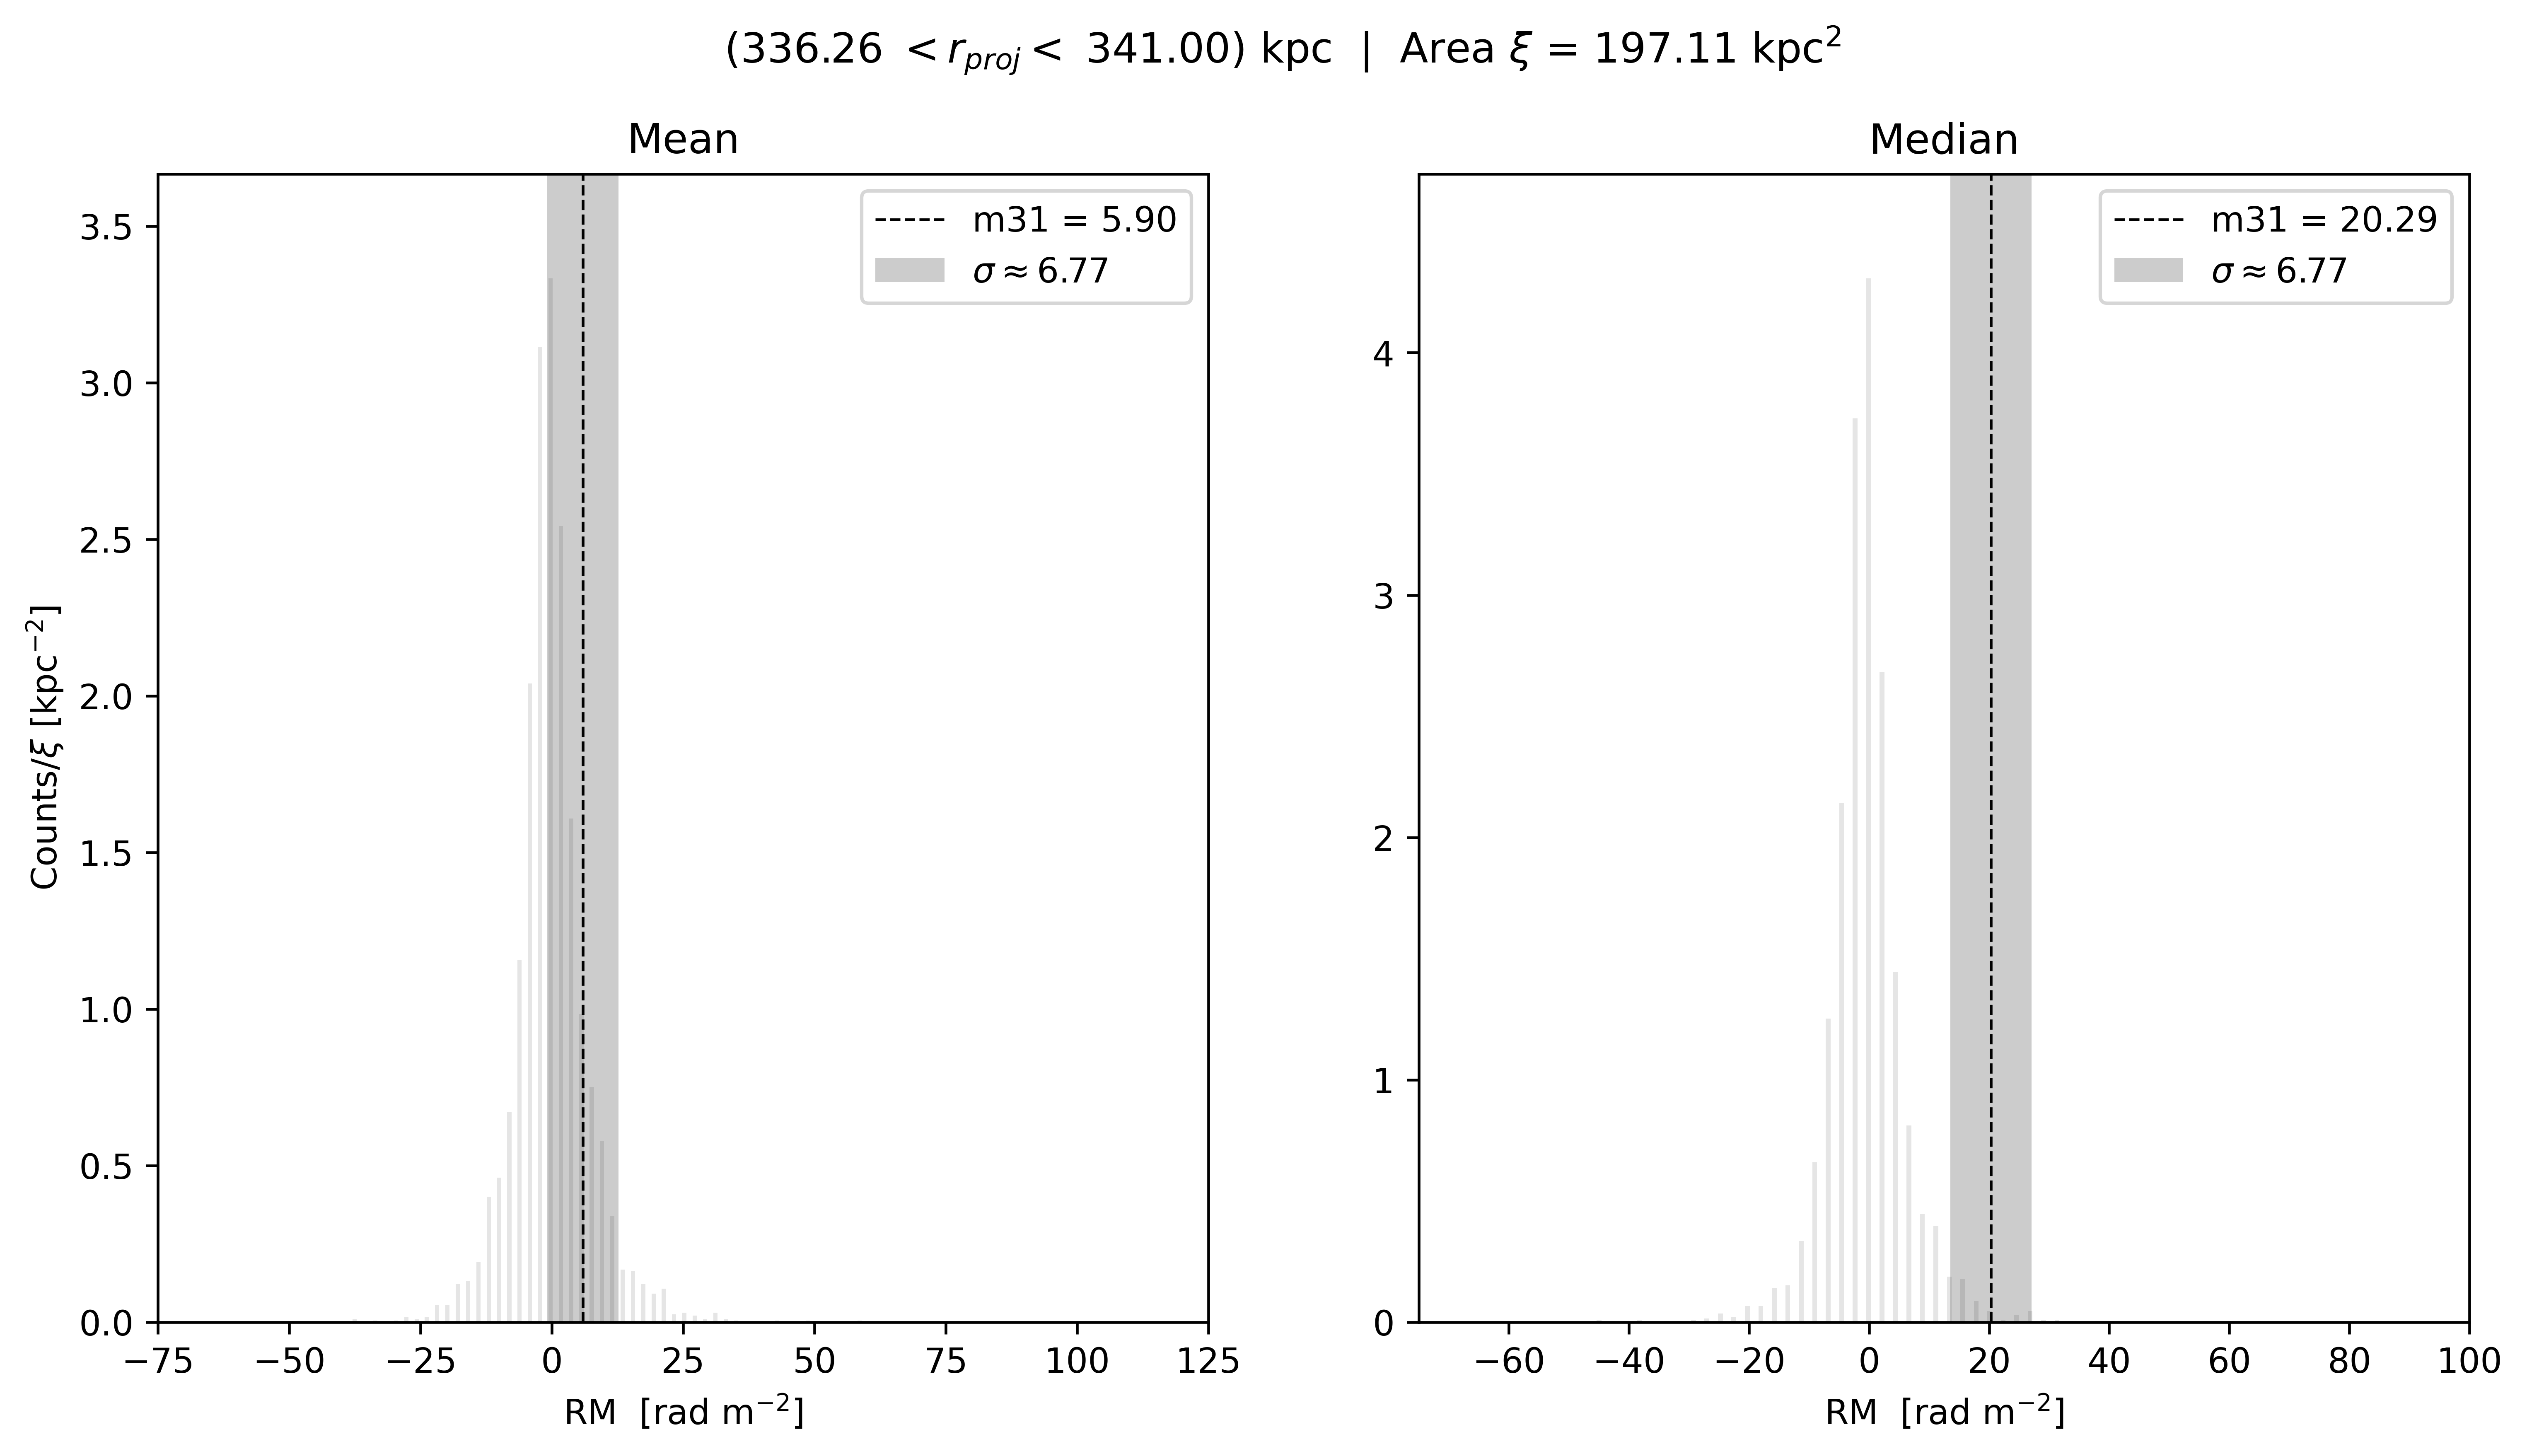 (336.26 < r_proj < 341.00) kpc | Area ξ = 197.11 kpc²
Mean
m31 = 5.90
σ ≈ 6.77
3.5
3.0
2.5
2.0
1.5
1.0
0.5
0.0
Counts/ξ [kpc⁻²]
−75 −50 −25 0 25 50 75 100 125
RM [rad m⁻²]
Median
m31 = 20.29
σ ≈ 6.77
4
3
2
1
0
−60 −40 −20 0 20 40 60 80 100
RM [rad m⁻²]